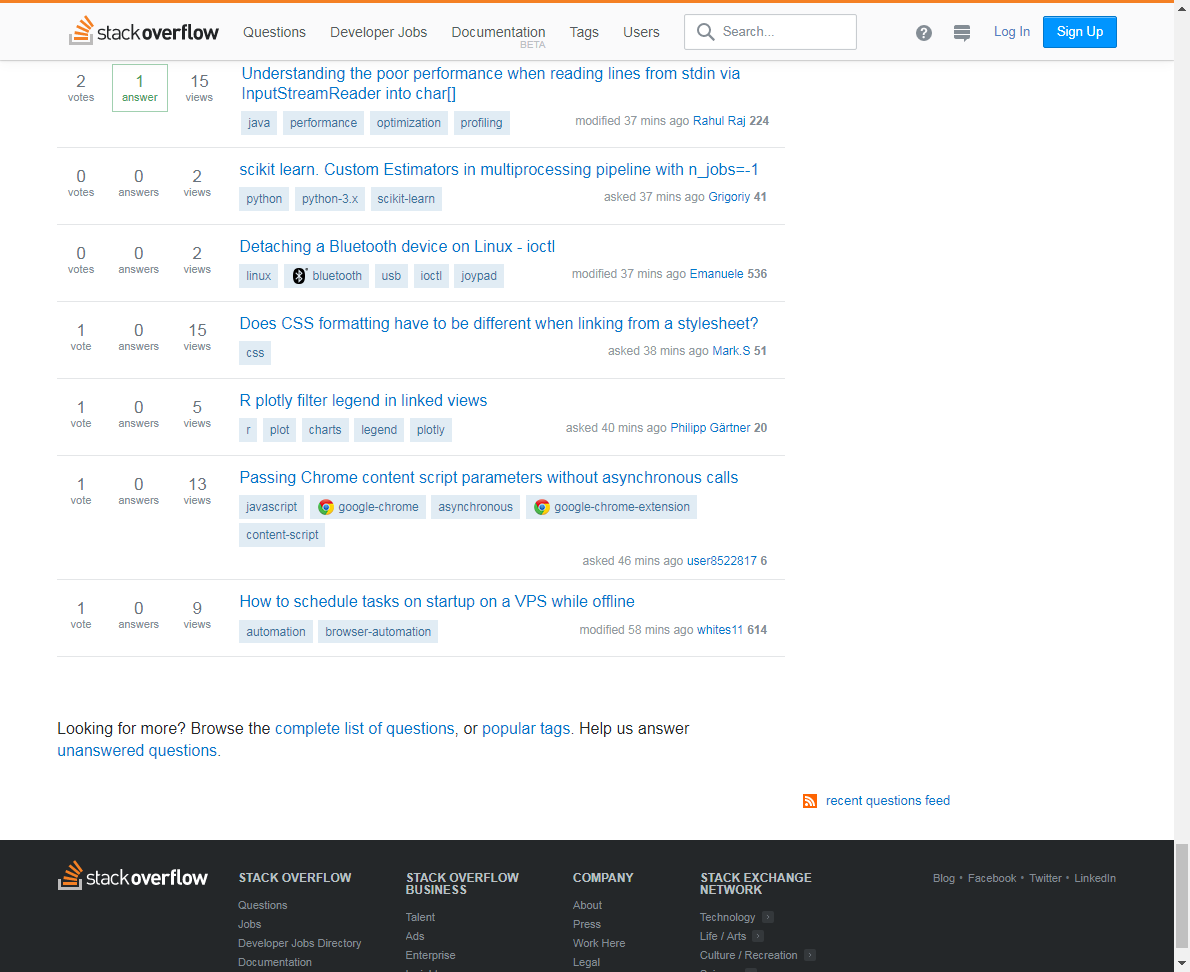 stackoverflow Questions Developer Jobs Documentation BETA Tags Users Search... Log In Sign Up
2 votes 1 answer 15 views
Understanding the poor performance when reading lines from stdin via
InputStreamReader into char[]
java performance optimization profiling
modified 37 mins ago Rahul Raj 224
0 votes 0 answers 2 views
scikit learn. Custom Estimators in multiprocessing pipeline with n_jobs=-1
python python-3.x scikit-learn
asked 37 mins ago Grigoriy 41
0 votes 0 answers 2 views
Detaching a Bluetooth device on Linux - ioctl
linux bluetooth usb ioctl joypad
modified 37 mins ago Emanuele 536
1 vote 0 answers 15 views
Does CSS formatting have to be different when linking from a stylesheet?
css
asked 38 mins ago Mark.S 51
1 vote 0 answers 5 views
R plotly filter legend in linked views
r plot charts legend plotly
asked 40 mins ago Philipp Gärtner 20
1 vote 0 answers 13 views
Passing Chrome content script parameters without asynchronous calls
javascript google-chrome asynchronous google-chrome-extension
content-script
asked 46 mins ago user8522817 6
1 vote 0 answers 9 views
How to schedule tasks on startup on a VPS while offline
automation browser-automation
modified 58 mins ago whites11 614
Looking for more? Browse the complete list of questions, or popular tags. Help us answer
unanswered questions.
recent questions feed
stackoverflow
STACK OVERFLOW
Questions
Jobs
Developer Jobs Directory
Documentation
STACK OVERFLOW
BUSINESS
Talent
Ads
Enterprise
COMPANY
About
Press
Work Here
Legal
STACK EXCHANGE
NETWORK
Technology
Life / Arts
Culture / Recreation
Blog • Facebook • Twitter • LinkedIn